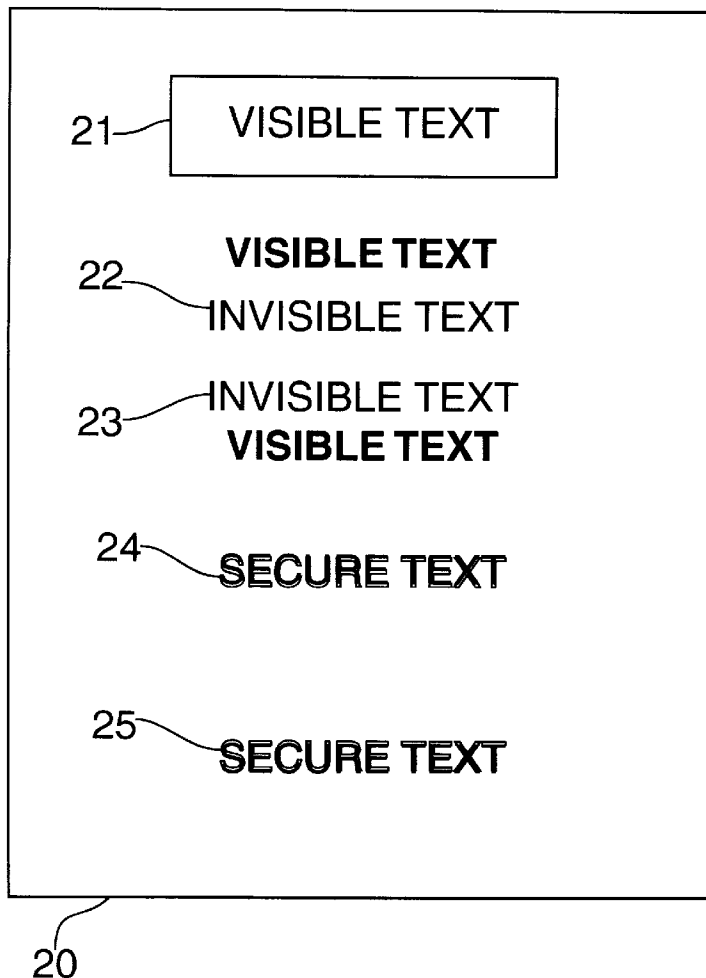 21 VISIBLE TEXT
VISIBLE TEXT
22 INVISIBLE TEXT
23 INVISIBLE TEXT
VISIBLE TEXT
24 SECURE TEXT
25 SECURE TEXT
20